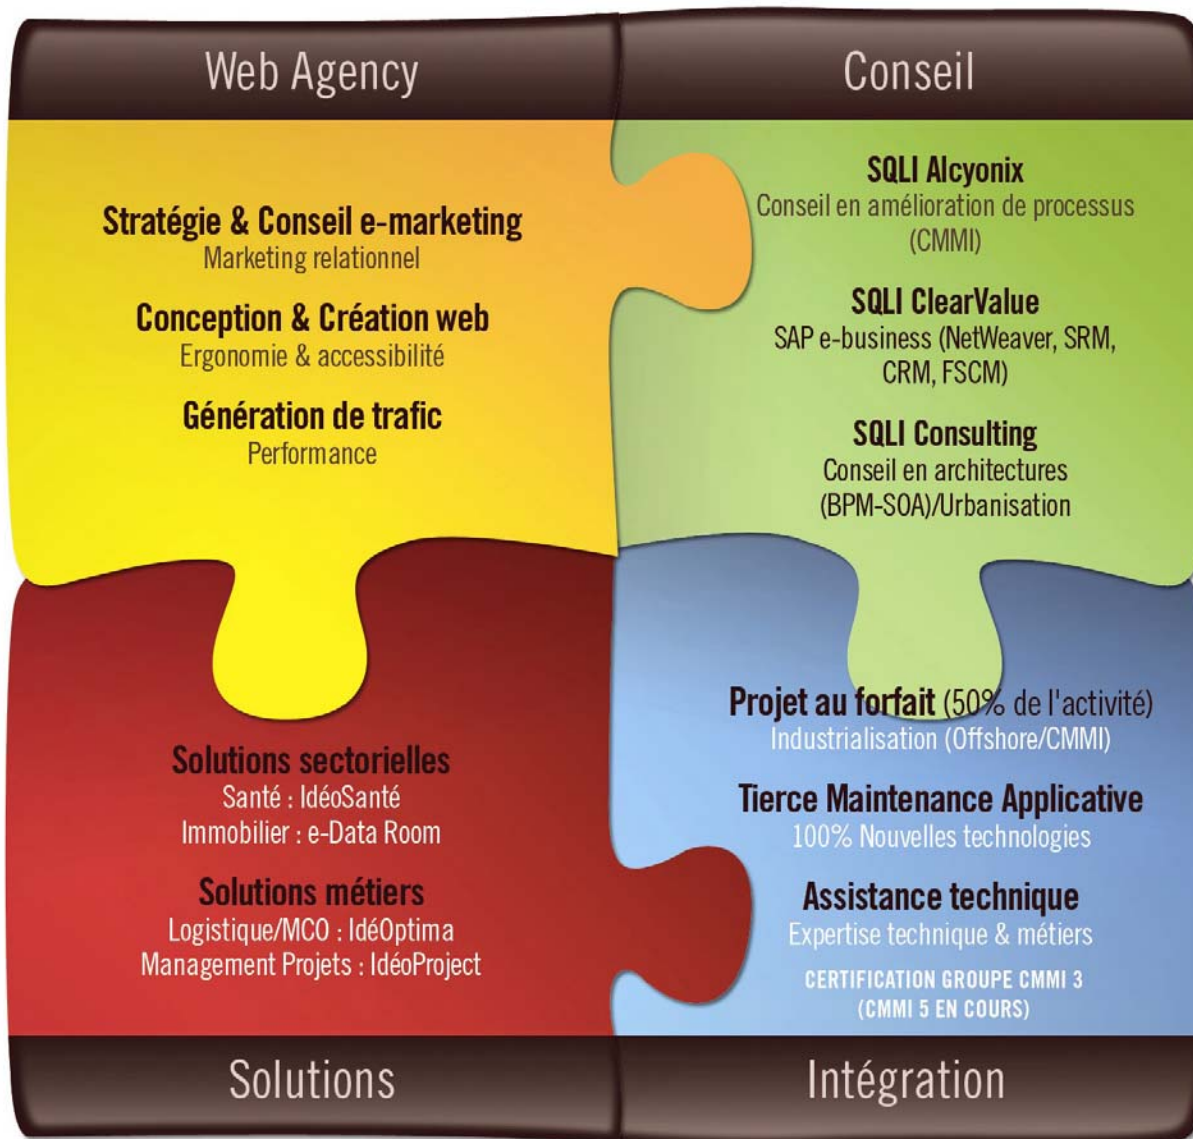 Web Agency
Stratégie & Conseil e-marketing
Marketing relationnel
Conception & Création web
Ergonomie & accessibilité
Génération de trafic
Performance
Conseil
SQLI Alcyonix
Conseil en amélioration de processus
(CMMI)
SQLI ClearValue
SAP e-business (NetWeaver, SRM,
CRM, FSCM)
SQLI Consulting
Conseil en architectures
(BPM-SOA)/Urbanisation
Solutions sectorielles
Santé : IdéoSanté
Immobilier : e-Data Room
Solutions métiers
Logistique/MCO : IdéOptima
Management Projets : IdéoProject
Solutions
Projet au forfait (50% de l'activité)
Industrialisation (Offshore/CMMI)
Tierce Maintenance Applicative
100% Nouvelles technologies
Assistance technique
Expertise technique & métiers
CERTIFICATION GROUPE CMMI 3
(CMMI 5 EN COURS)
Intégration